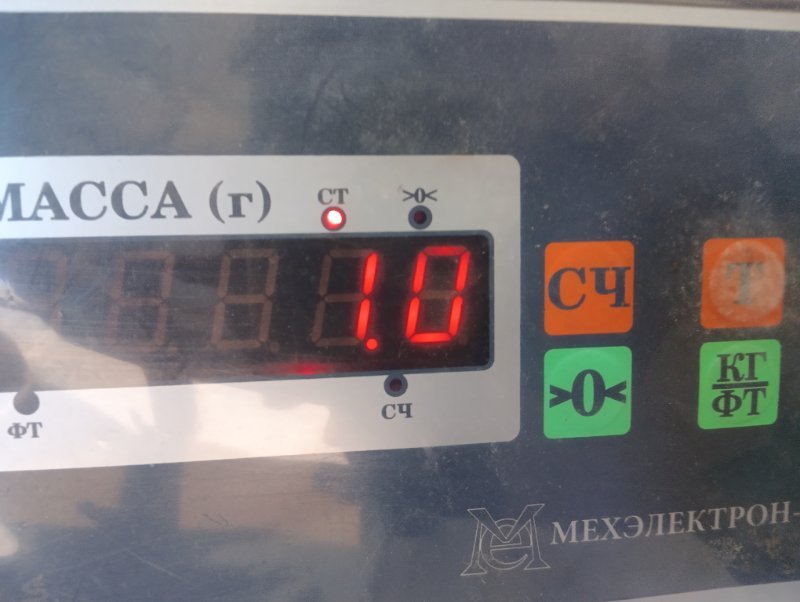 МАССА (г)
СТ
>0<
1.0
СЧ
Т
ФТ
СЧ
>0<
КГ
ФТ
МЕХЭЛЕКТРОН-